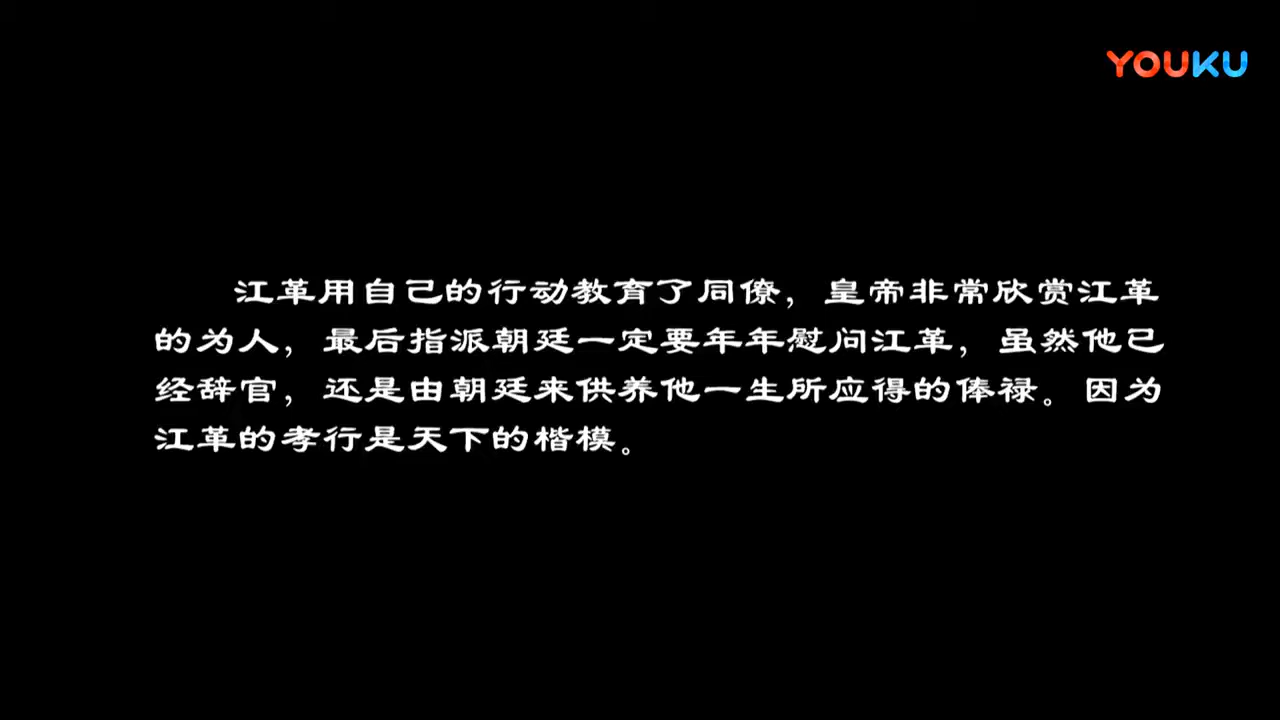 YOUKU
江革用自己的行动教育了同僚，皇帝非常欣赏江革
的为人，最后指派朝廷一定要年年慰问江革，虽然他已
经辞官，还是由朝廷来供养他一生所应得的俸禄。因为
江革的孝行是天下的楷模。